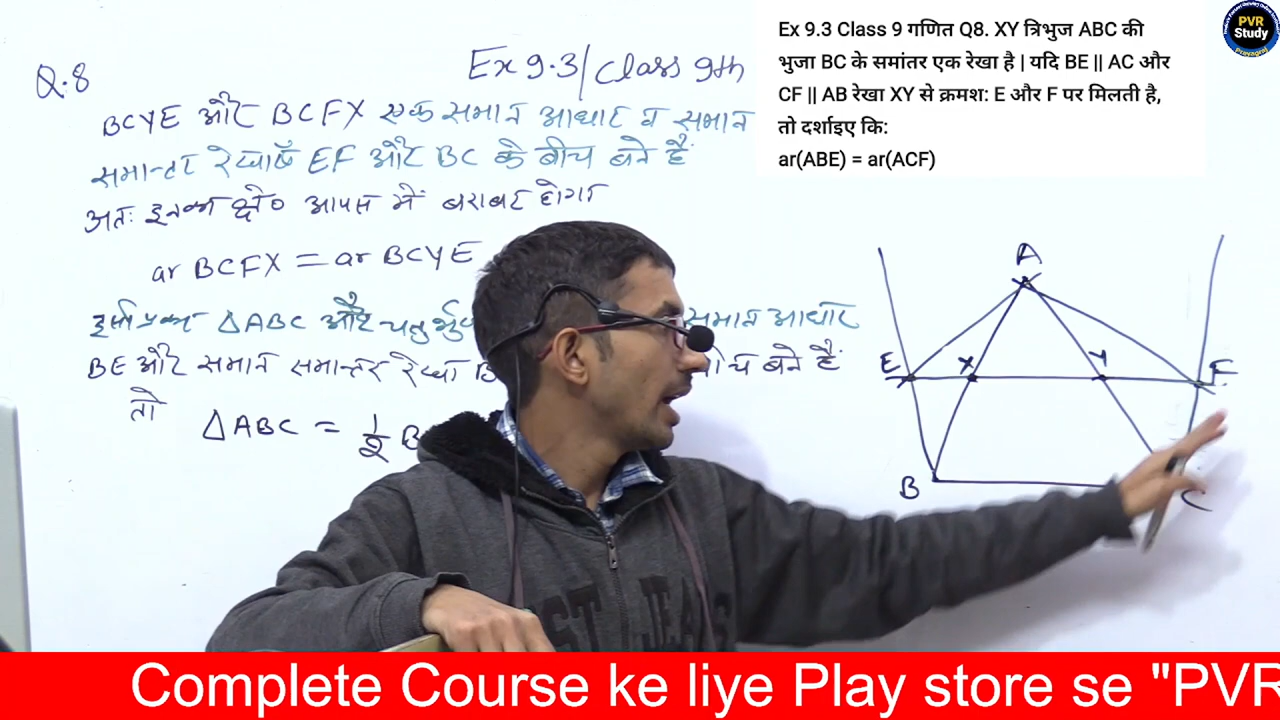 Q.8
Ex 9.3/Class 9th
BCYE और BCFX एक समान आधार व समान
समान्तर रेखाएँ EF और BC के बीच बने हैं
अतः इनका क्षे० आपस में बराबर होगा
ar BCFX = ar BCYE
इसी प्रकार △ABC और समान आधार
BE और समान समान्तर रेखा बीच बने हैं
तो △ABC = 1/2 B
Ex 9.3 Class 9 गणित Q8. XY त्रिभुज ABC की
भुजा BC के समांतर एक रेखा है | यदि BE || AC और
CF || AB रेखा XY से क्रमश: E और F पर मिलती है,
तो दर्शाइए कि:
ar(ABE) = ar(ACF)
PVR
Study
A
E X Y F
B C
Complete Course ke liye Play store se "PVR